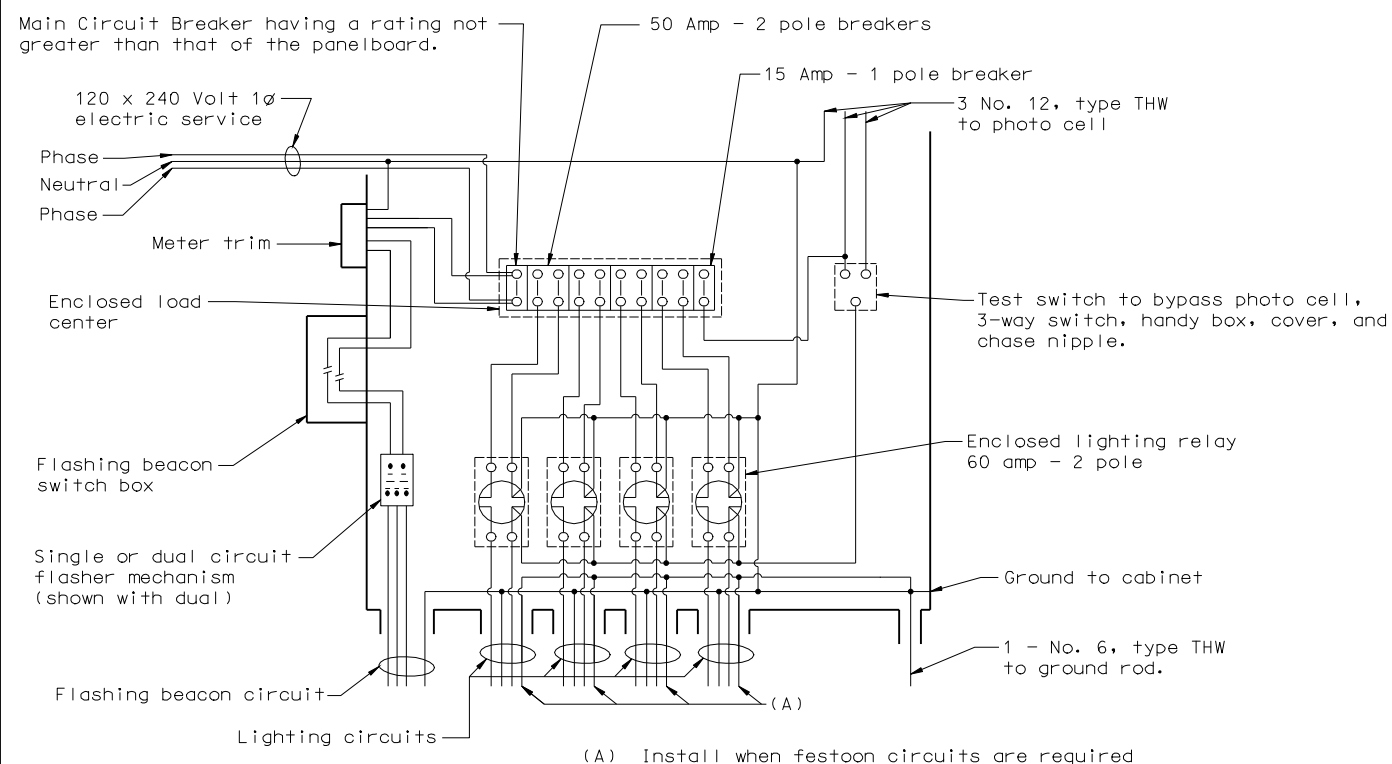 Main Circuit Breaker having a rating not
greater than that of the panelboard.
50 Amp - 2 pole breakers
15 Amp - 1 pole breaker
120 x 240 Volt 1ø
electric service
3 No. 12, type THW
to photo cell
Phase
Neutral
Phase
Meter trim
Enclosed load
center
Test switch to bypass photo cell,
3-way switch, handy box, cover, and
chase nipple.
Enclosed lighting relay
60 amp - 2 pole
Flashing beacon
switch box
Single or dual circuit
flasher mechanism
(shown with dual)
Ground to cabinet
1 - No. 6, type THW
to ground rod.
Flashing beacon circuit
(A)
Lighting circuits
(A) Install when festoon circuits are required